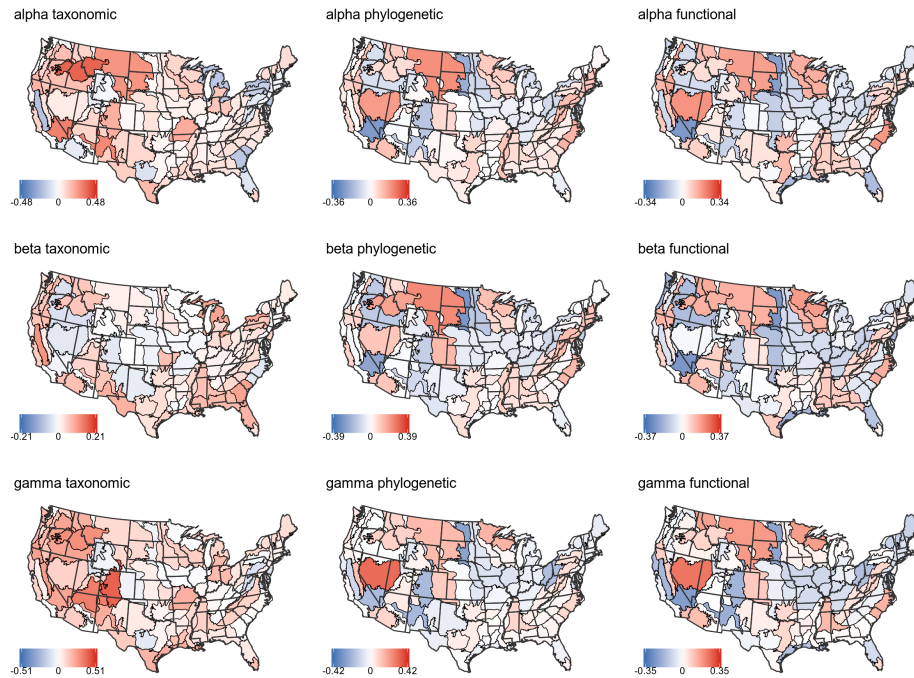 alpha taxonomic alpha phylogenetic alpha functional
-0.48 0 0.48 -0.36 0 0.36 -0.34 0 0.34
beta taxonomic beta phylogenetic beta functional
-0.21 0 0.21 -0.39 0 0.39 -0.37 0 0.37
gamma taxonomic gamma phylogenetic gamma functional
-0.51 0 0.51 -0.42 0 0.42 -0.35 0 0.35